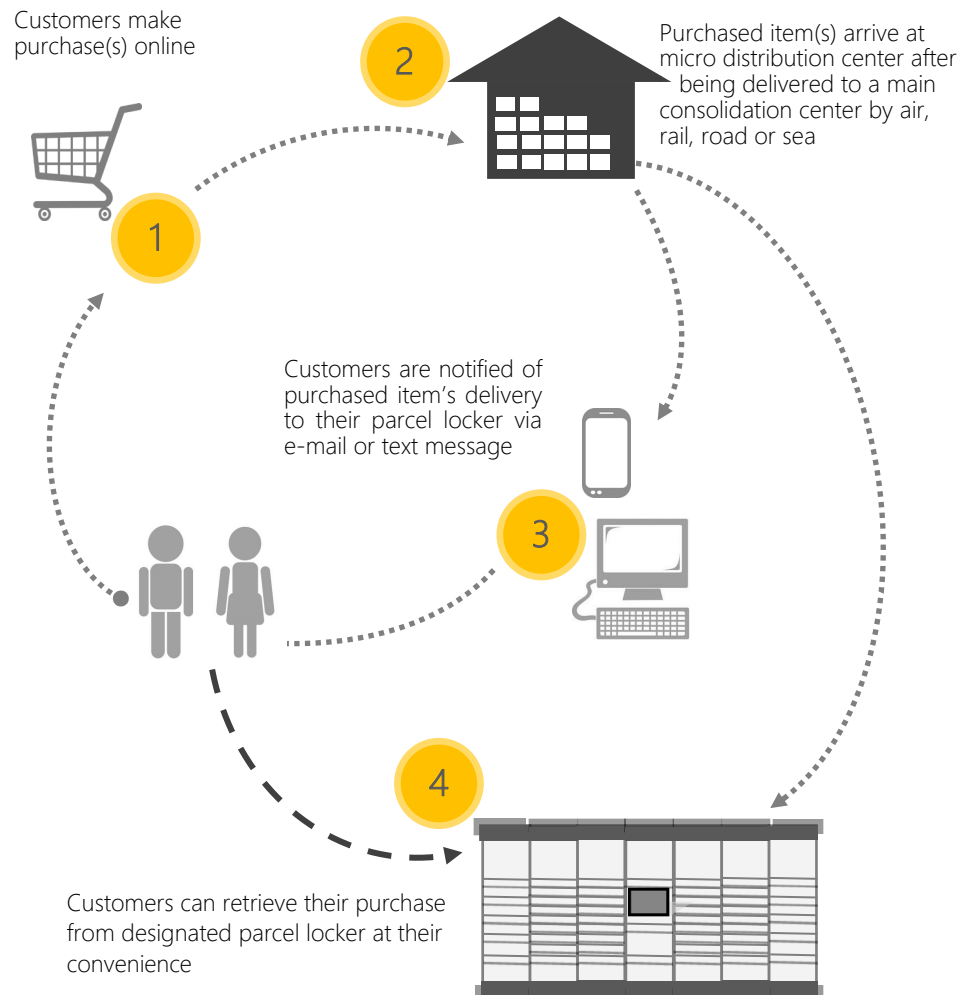 Customers make
purchase(s) online
1
2
Purchased item(s) arrive at
micro distribution center after
being delivered to a main
consolidation center by air,
rail, road or sea
Customers are notified of
purchased item’s delivery
to their parcel locker via
e-mail or text message
3
4
Customers can retrieve their purchase
from designated parcel locker at their
convenience